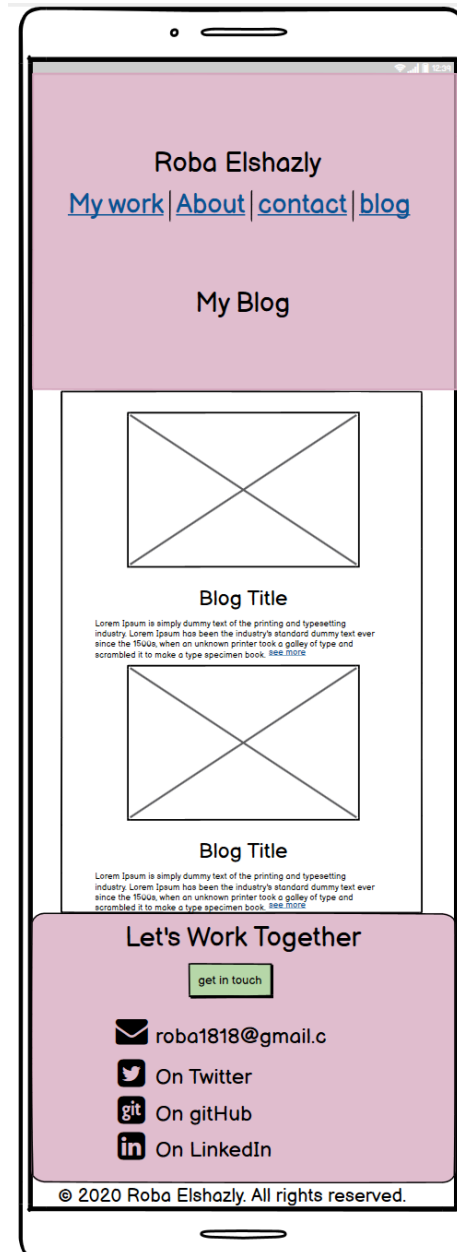 12:34
Roba Elshazly
My work|About|contact|blog
My Blog
Blog Title
Lorem Ipsum is simply dummy text of the printing and typesetting
industry. Lorem Ipsum has been the industry's standard dummy text ever
since the 1500s, when an unknown printer took a galley of type and
scrambled it to make a type specimen book. see more
Blog Title
Lorem Ipsum is simply dummy text of the printing and typesetting
industry. Lorem Ipsum has been the industry's standard dummy text ever
since the 1500s, when an unknown printer took a galley of type and
scrambled it to make a type specimen book. see more
Let's Work Together
get in touch
roba1818@gmail.c
On Twitter
git On gitHub
in On LinkedIn
© 2020 Roba Elshazly. All rights reserved.